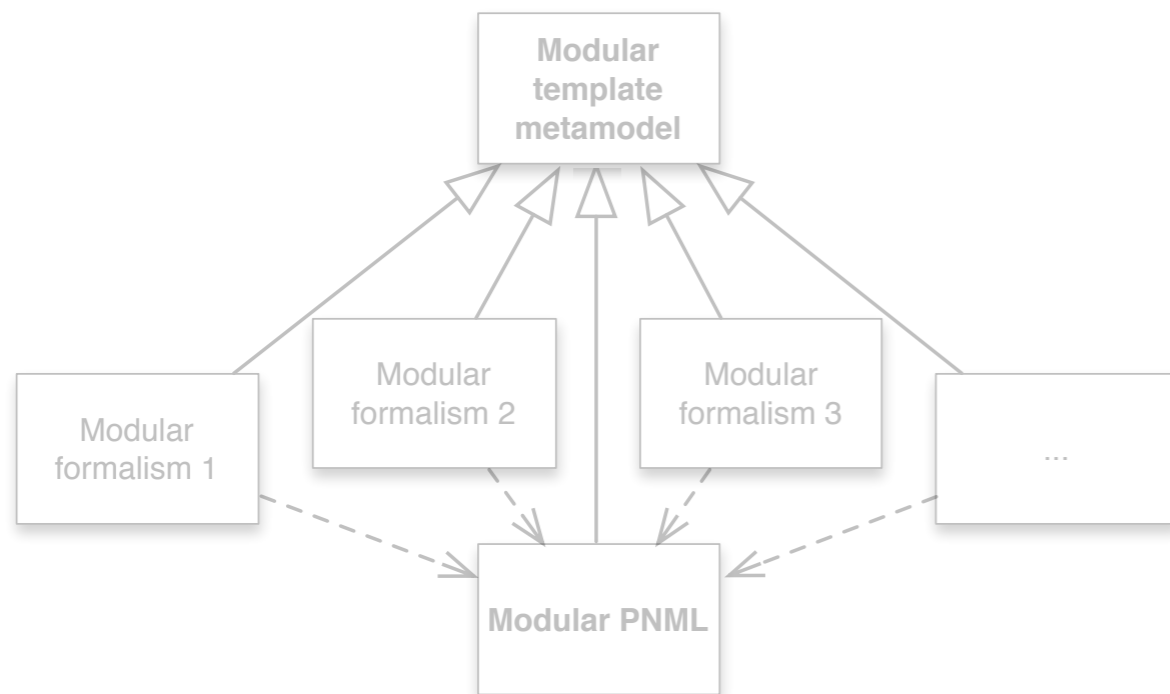 Modular
template
metamodel
Modular
formalism 1
Modular
formalism 2
Modular
formalism 3
...
Modular PNML